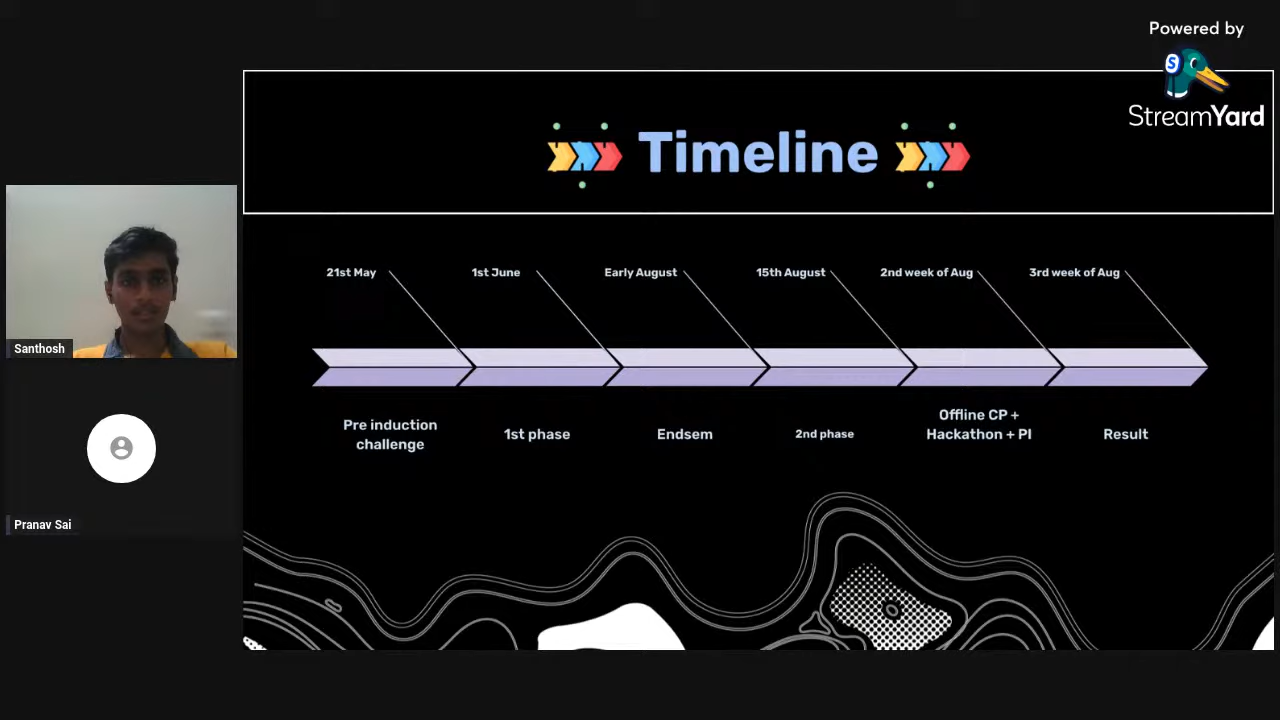 Powered by
StreamYard
Timeline
21st May
1st June
Early August
15th August
2nd week of Aug
3rd week of Aug
Pre induction
challenge
1st phase
Endsem
2nd phase
Offline CP +
Hackathon + PI
Result
Santhosh
Pranav Sai